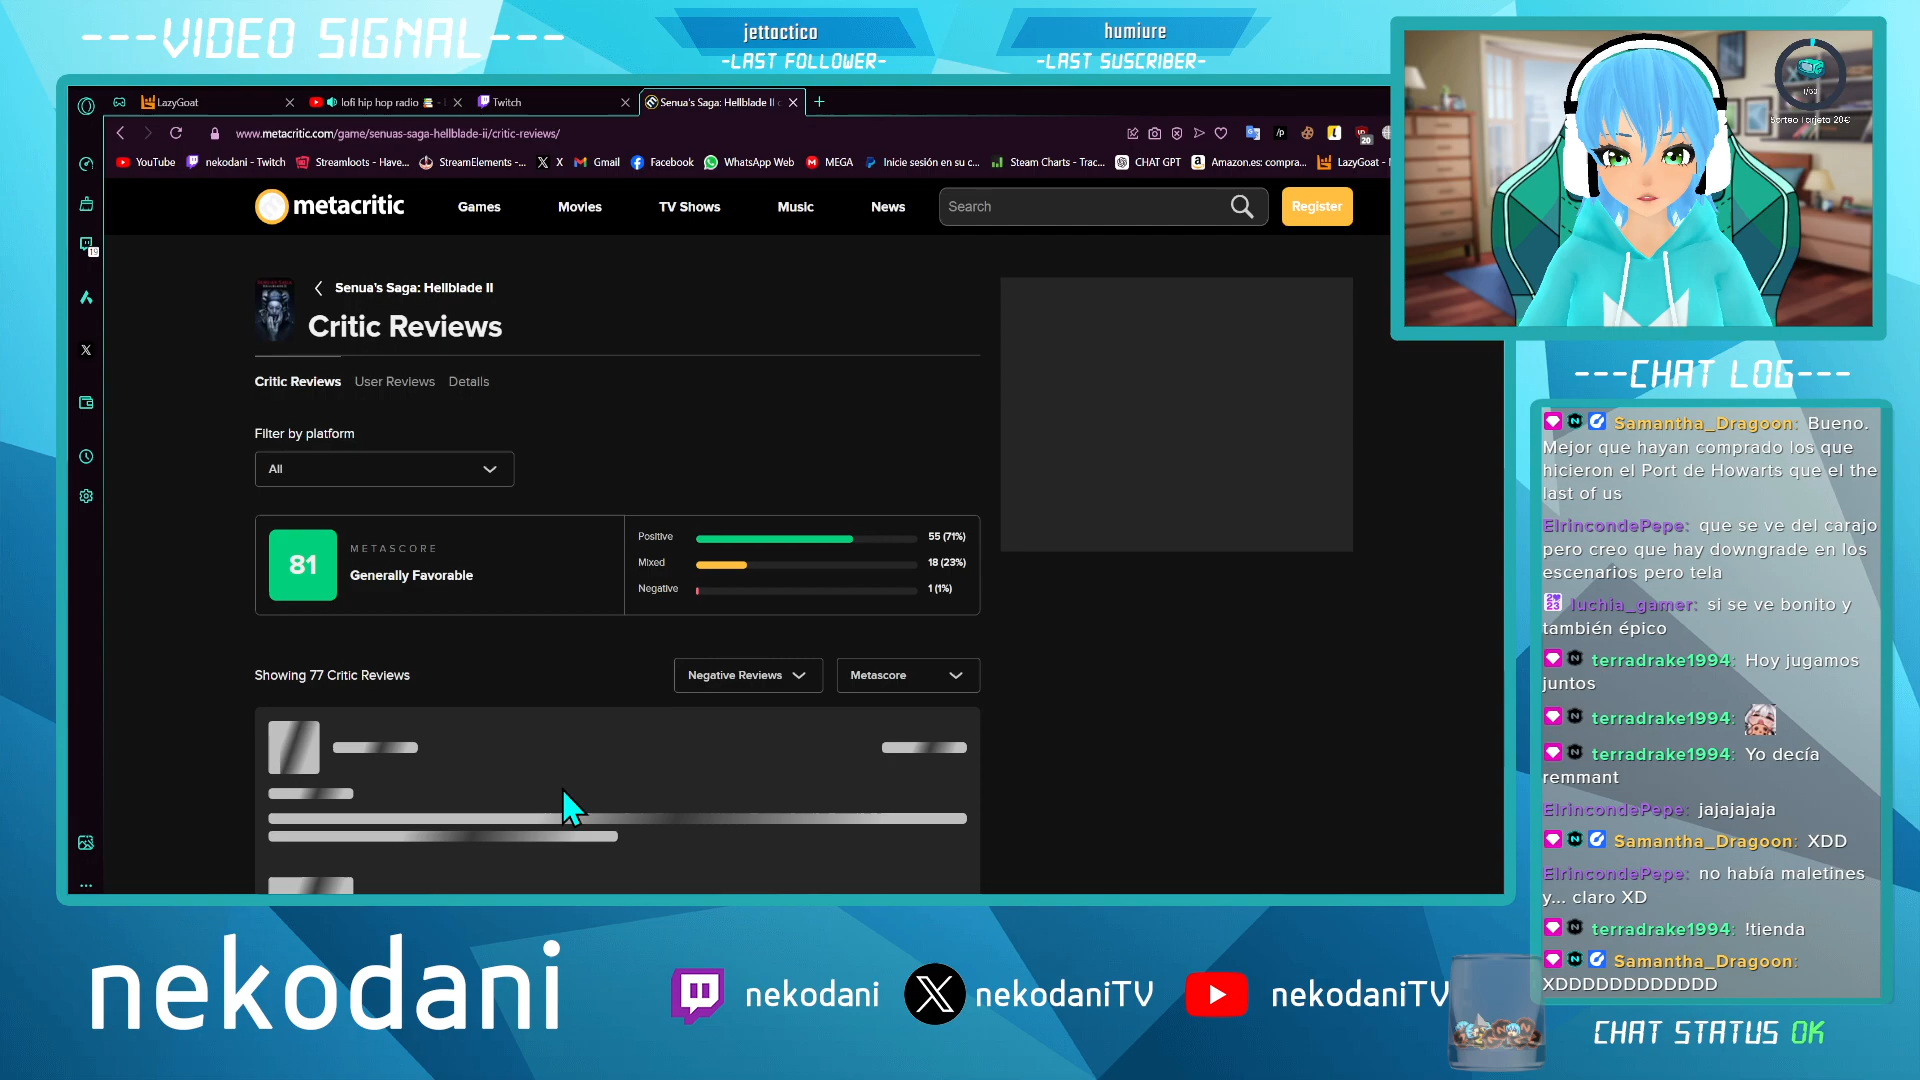 ---VIDEO SIGNAL---
jettactico
-LAST FOLLOWER-
humiure
-LAST SUSCRIBER-
1/50
Sorteo Tarjeta 20€
LazyGoat
lofi hip hop radio
Twitch
Senua's Saga: Hellblade II c
www.metacritic.com/game/senuas-saga-hellblade-ii/critic-reviews/
20
YouTube
nekodani - Twitch
Streamloots - Have...
StreamElements -...
X
Gmail
Facebook
WhatsApp Web
MEGA
Inicie sesión en su c...
Steam Charts - Trac...
CHAT GPT
Amazon.es: compra...
LazyGoat -
metacritic
Games
Movies
TV Shows
Music
News
Search
Register
19
Senua's Saga: Hellblade II
Critic Reviews
Critic Reviews
User Reviews
Details
Filter by platform
All
81
METASCORE
Generally Favorable
Positive
55 (71%)
Mixed
18 (23%)
Negative
1 (1%)
Showing 77 Critic Reviews
Negative Reviews
Metascore
---CHAT LOG---
Samantha_Dragoon: Bueno.
Mejor que hayan comprado los que
hicieron el Port de Howarts que el the
last of us
ElrincondePepe: que se ve del carajo
pero creo que hay downgrade en los
escenarios pero tela
luchia_gamer: si se ve bonito y
también épico
terradrake1994: Hoy jugamos
juntos
terradrake1994:
terradrake1994: Yo decía
remmant
ElrincondePepe: jajajajaja
Samantha_Dragoon: XDD
ElrincondePepe: no había maletines
y... claro XD
terradrake1994: !tienda
Samantha_Dragoon:
XDDDDDDDDDDDD
CHAT STATUS OK
nekodani
nekodani
nekodaniTV
nekodaniTV